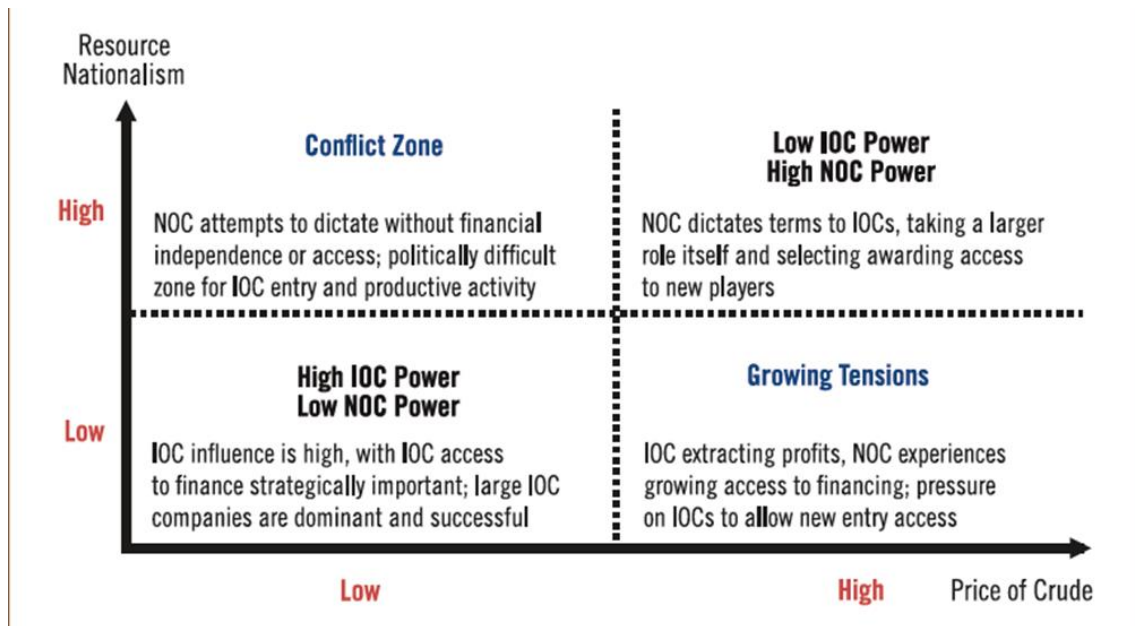 Resource
Nationalism
Conflict Zone
NOC attempts to dictate without financial
independence or access; politically difficult
zone for IOC entry and productive activity
Low IOC Power
High NOC Power
NOC dictates terms to IOCs, taking a larger
role itself and selecting awarding access
to new players
High
High IOC Power
Low NOC Power
IOC influence is high, with IOC access
to finance strategically important; large IOC
companies are dominant and successful
Growing Tensions
IOC extracting profits, NOC experiences
growing access to financing; pressure
on IOCs to allow new entry access
Low
Low
High
Price of Crude